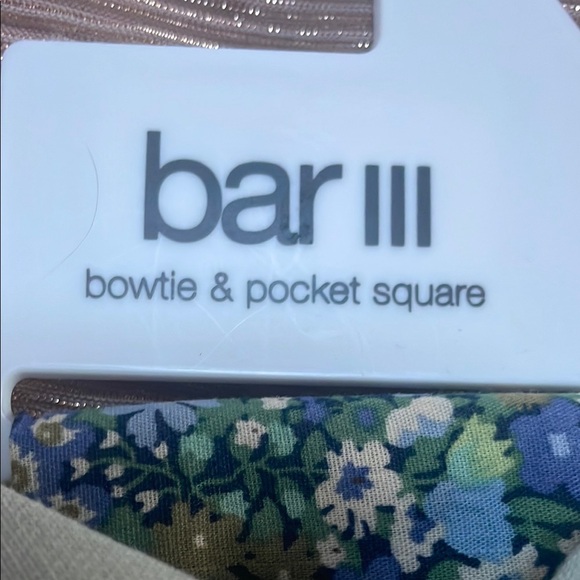 bar III
bowtie & pocket square